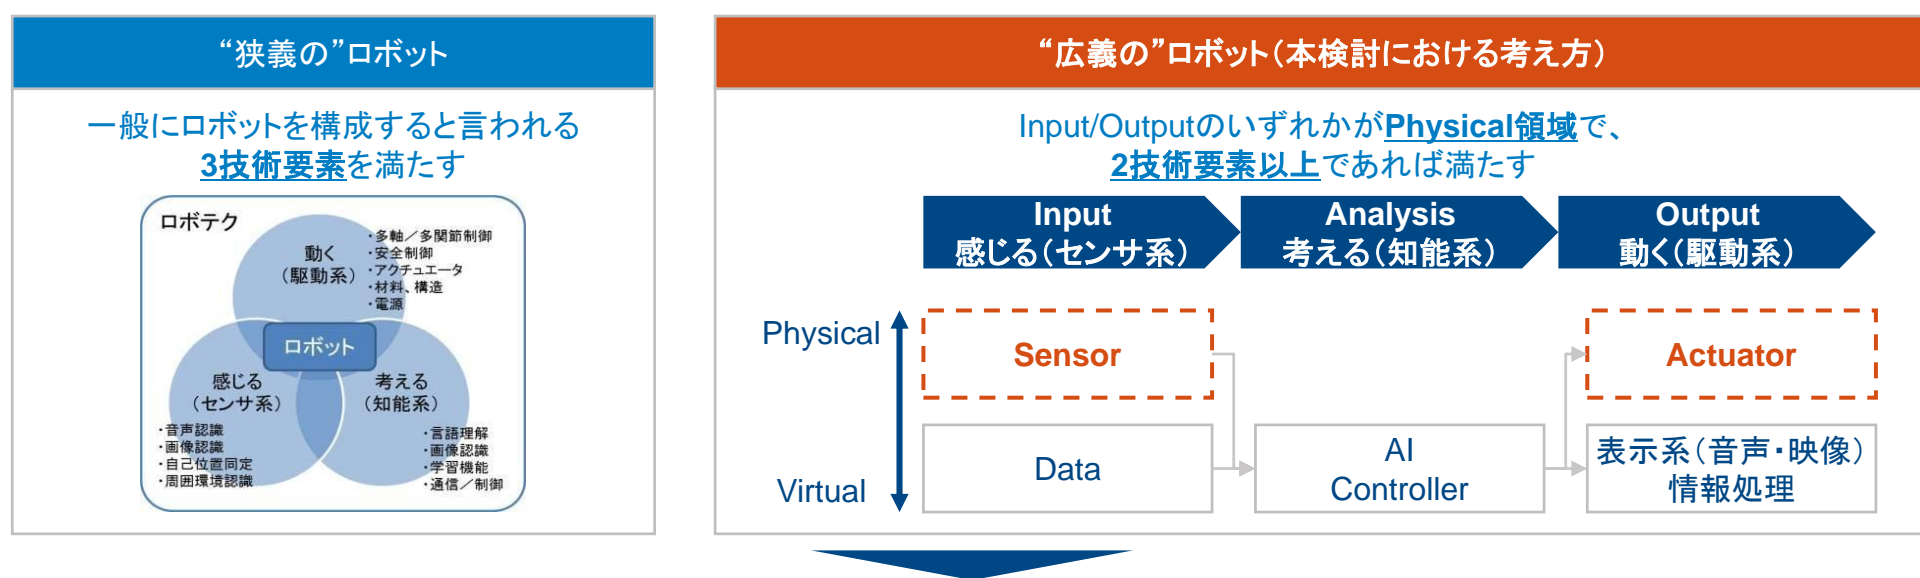 “狭義の”ロボット
一般にロボットを構成すると言われる
3技術要素を満たす
ロボテク
動く
（駆動系）
・多軸／多関節制御
・安全制御
・アクチュエータ
・材料、構造
・電源
ロボット
感じる
（センサ系）
・音声認識
・画像認識
・自己位置同定
・周囲環境認識
考える
（知能系）
・言語理解
・画像認識
・学習機能
・通信／制御
“広義の”ロボット（本検討における考え方）
Input/OutputのいずれかがPhysical領域で、
2技術要素以上であれば満たす
Input
感じる（センサ系）
Analysis
考える（知能系）
Output
動く（駆動系）
Physical
Virtual
Sensor
Actuator
Data
AI
Controller
表示系（音声・映像）
情報処理